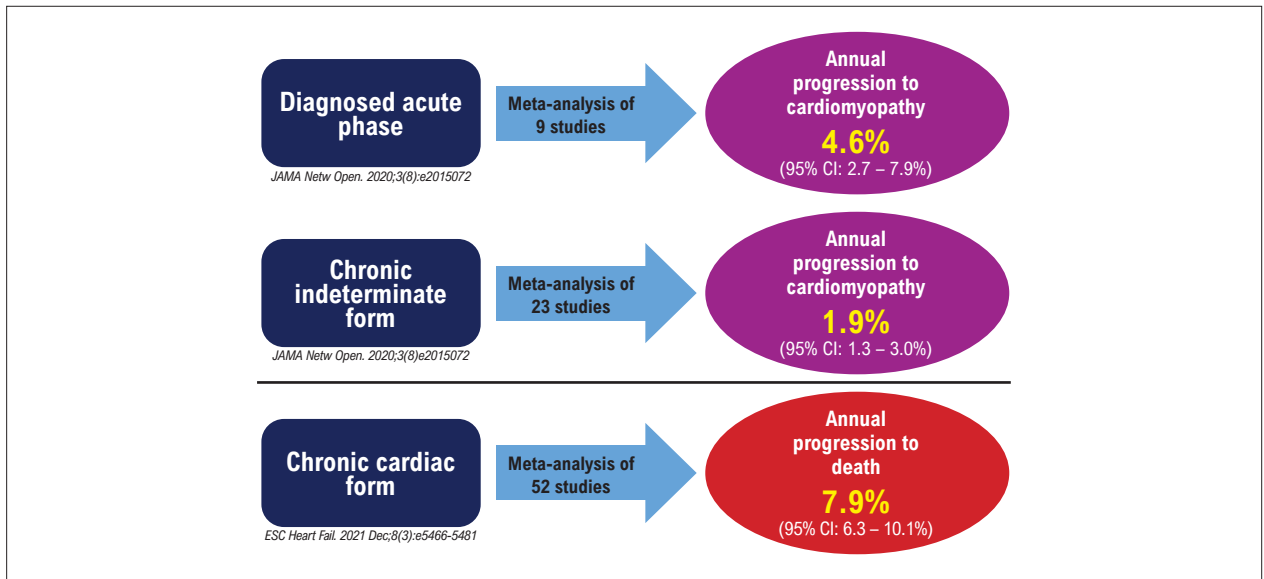 Diagnosed acute
phase
JAMA Netw Open. 2020;3(8):e2015072
Meta-analysis of
9 studies
Annual
progression to
cardiomyopathy
4.6%
(95% CI: 2.7 – 7.9%)
Chronic
indeterminate
form
JAMA Netw Open. 2020;3(8)e2015072
Meta-analysis of
23 studies
Annual
progression to
cardiomyopathy
1.9%
(95% CI: 1.3 – 3.0%)
Chronic cardiac
form
ESC Heart Fail. 2021 Dec;8(3):e5466-5481
Meta-analysis of
52 studies
Annual
progression to
death
7.9%
(95% CI: 6.3 – 10.1%)